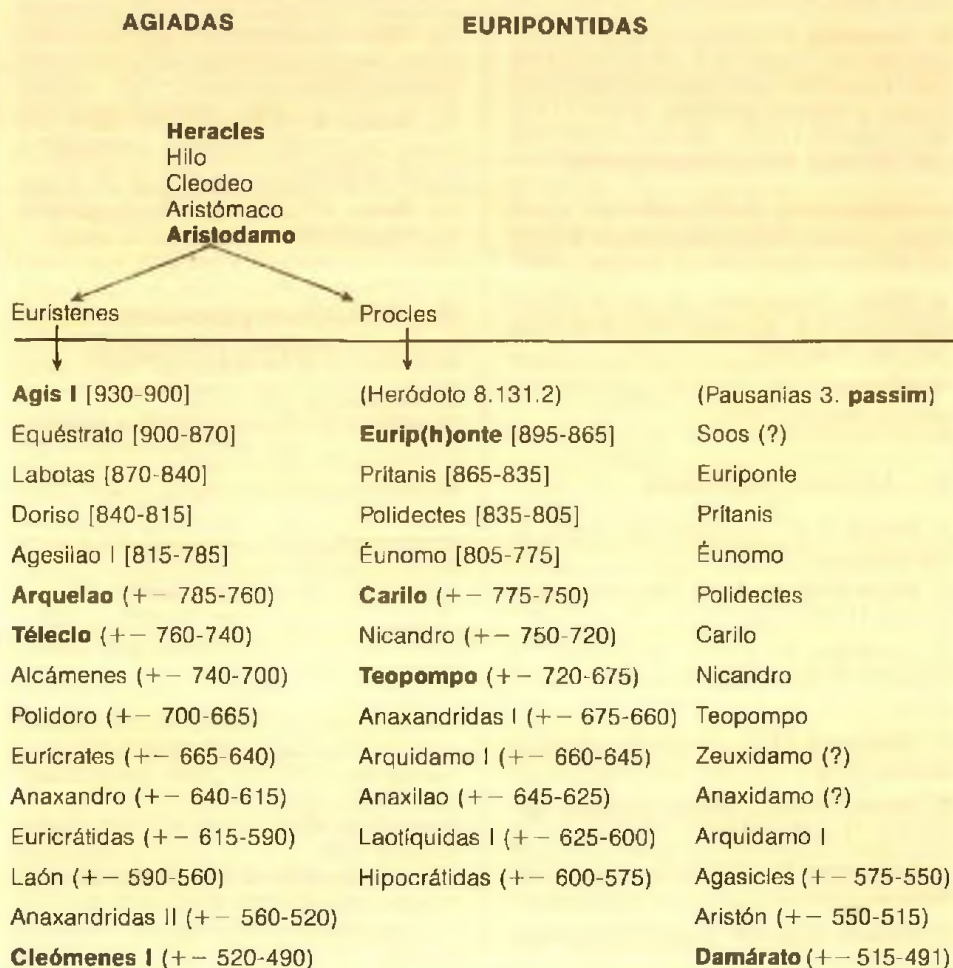 AGIADAS EURIPONTIDAS
Heracles
Hilo
Cleodeo
Aristómaco
Aristodamo
Eurístenes Procles
Agis I [930-900] (Heródoto 8.131.2) (Pausanias 3. passim)
Equéstrato [900-870] Eurip(h)onte [895-865] Soos (?)
Labotas [870-840] Prítanis [865-835] Euriponte
Doriso [840-815] Polidectes [835-805] Prítanis
Agesilao I [815-785] Éunomo [805-775] Éunomo
Arquelao (+− 785-760) Carilo (+− 775-750) Polidectes
Téleclo (+− 760-740) Nicandro (+− 750-720) Carilo
Alcámenes (+− 740-700) Teopompo (+− 720-675) Nicandro
Polidoro (+− 700-665) Anaxandridas I (+− 675-660) Teopompo
Eurícrates (+− 665-640) Arquidamo I (+− 660-645) Zeuxidamo (?)
Anaxandro (+− 640-615) Anaxilao (+− 645-625) Anaxidamo (?)
Euricrátidas (+− 615-590) Laotíquidas I (+− 625-600) Arquidamo I
Laón (+− 590-560) Hipocrátidas (+− 600-575) Agasicles (+− 575-550)
Anaxandridas II (+− 560-520) Aristón (+− 550-515)
Cleómenes I (+− 520-490) Damárato (+− 515-491)